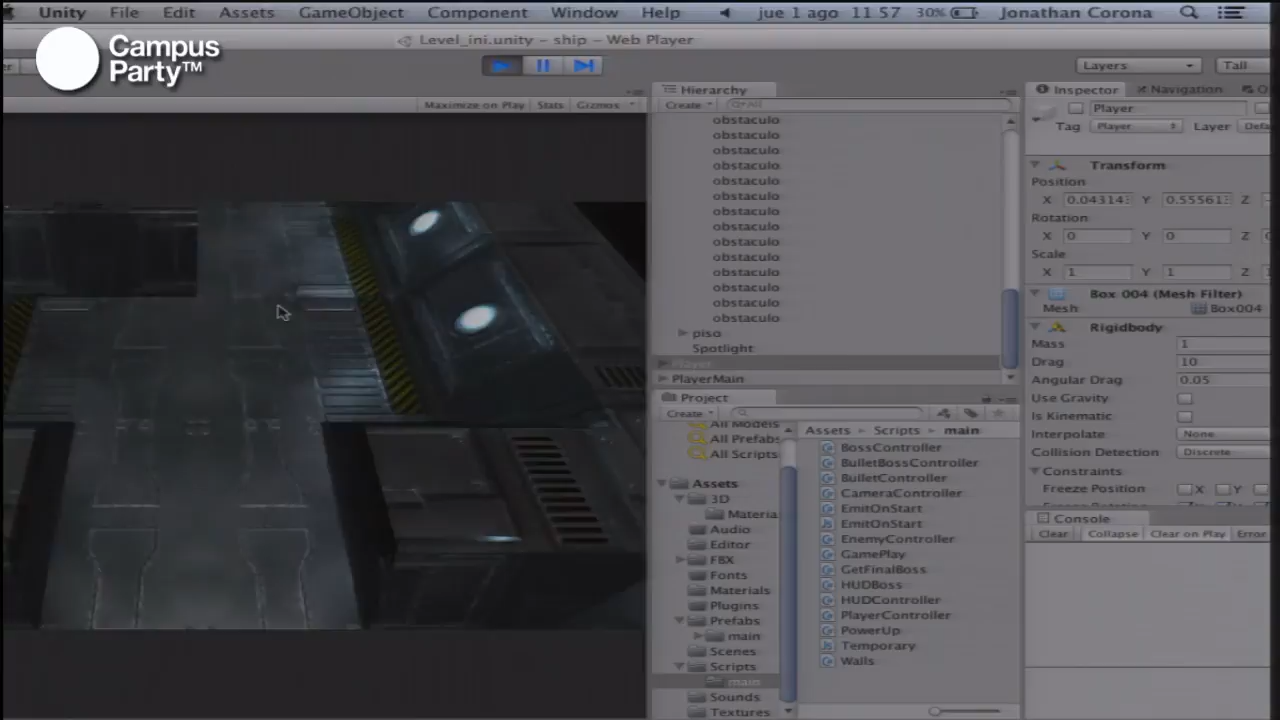 Unity File Edit Assets GameObject Component Window Help jue 1 ago 11 57 30% Jonathan Corona
Campus
Party™
Level_ini.unity - ship - Web Player
Layers Tall
Maximize on Play Stats Gizmos
Hierarchy
Create All
obstaculo
obstaculo
obstaculo
obstaculo
obstaculo
obstaculo
obstaculo
obstaculo
obstaculo
obstaculo
obstaculo
obstaculo
obstaculo
obstaculo
piso
Spotlight
Player
PlayerMain
Project
Create
All Models
All Prefabs
All Scripts
Assets
3D
Materia
Audio
Editor
FBX
Fonts
Materials
Plugins
Prefabs
main
Scenes
Scripts
main
Sounds
Textures
Assets Scripts main
BossController
BulletBossController
BulletController
CameraController
EmitOnStart
EmitOnStart
EnemyController
GamePlay
GetFinalBoss
HUDBoss
HUDController
PlayerController
PowerUp
Temporary
Walls
Inspector Navigation
Player
Tag Player Layer Defa
Transform
Position
X 0.04314 Y 0.55561 Z
Rotation
X 0 Y 0 Z
Scale
X 1 Y 1 Z
Box 004 (Mesh Filter)
Mesh Box004
Rigidbody
Mass 1
Drag 10
Angular Drag 0.05
Use Gravity
Is Kinematic
Interpolate None
Collision Detection Discrete
Constraints
Freeze Position X Y
Console
Clear Collapse Clear on Play Error